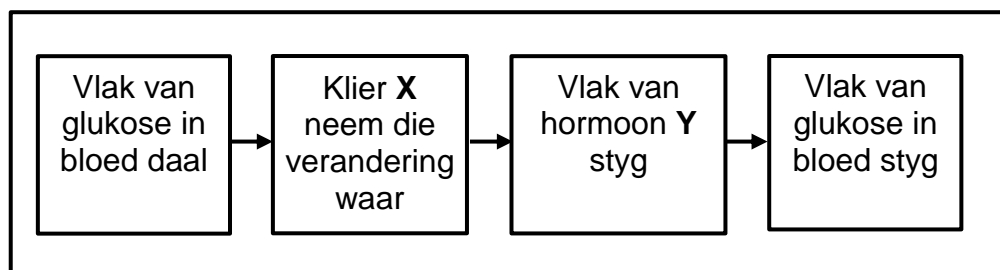 Vlak van
glukose in
bloed daal
Klier X
neem die
verandering
waar
Vlak van
hormoon Y
styg
Vlak van
glukose in
bloed styg